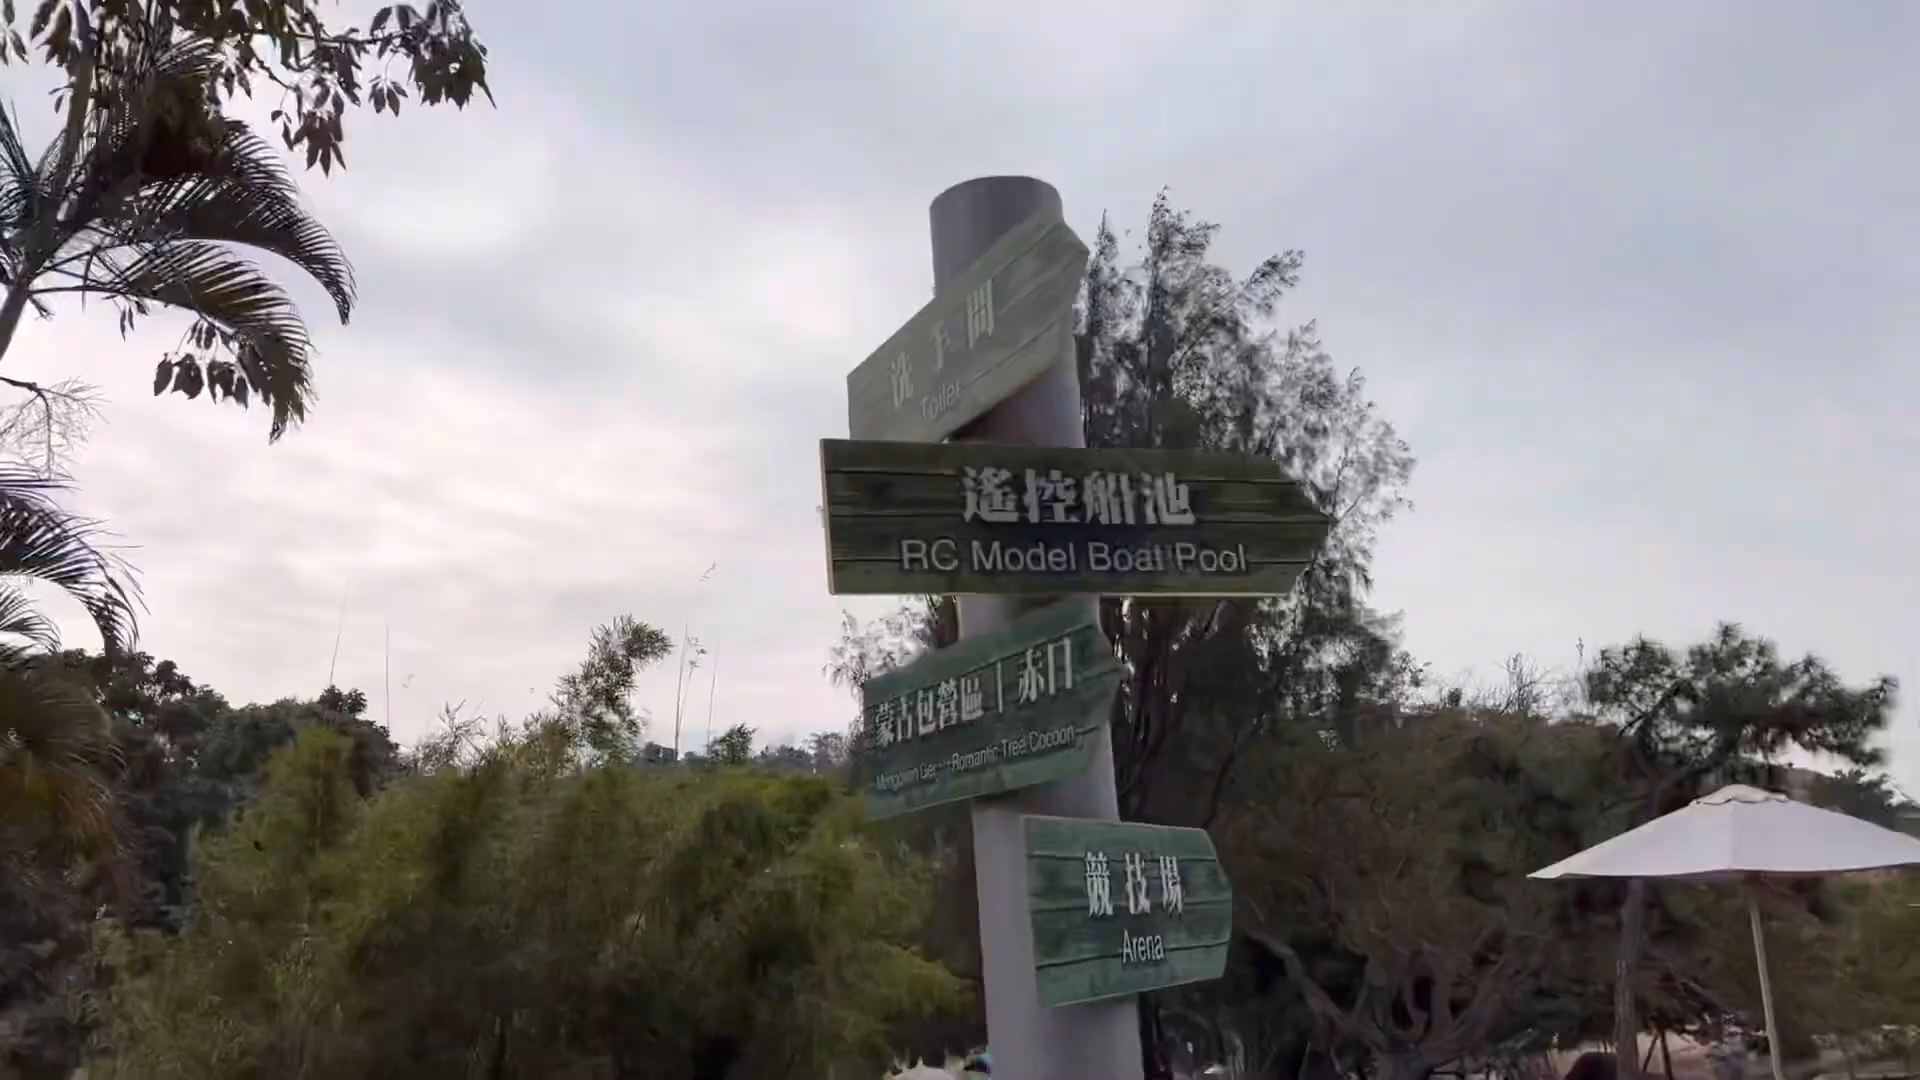 洗手間
Toilet
遙控船池
RC Model Boat Pool
蒙古包營區｜赤口
Romantic Tree Cocoon
競技場
Arena